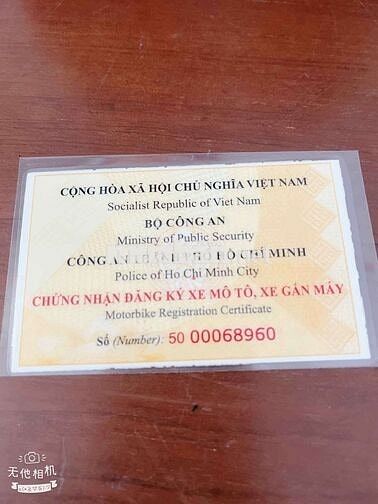 CỘNG HÒA XÃ HỘI CHỦ NGHĨA VIỆT NAM
Socialist Republic of Viet Nam
BỘ CÔNG AN
Ministry of Public Security
CÔNG AN THÀNH PHỐ HỒ CHÍ MINH
Police of Ho Chi Minh City
CHỨNG NHẬN ĐĂNG KÝ XE MÔ TÔ, XE GẮN MÁY
Motorbike Registration Certificate
Số (Number): 50 00068960
无他相机